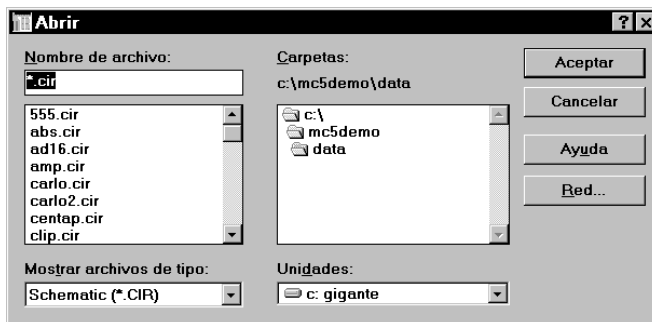 Abrir
Nombre de archivo:
*.cir
555.cir
abs.cir
ad16.cir
amp.cir
carlo.cir
carlo2.cir
centap.cir
clip.cir
Mostrar archivos de tipo:
Schematic (*.CIR)
Carpetas:
c:\mc5demo\data
c:\
mc5demo
data
Unidades:
c: gigante
Aceptar
Cancelar
Ayuda
Red...